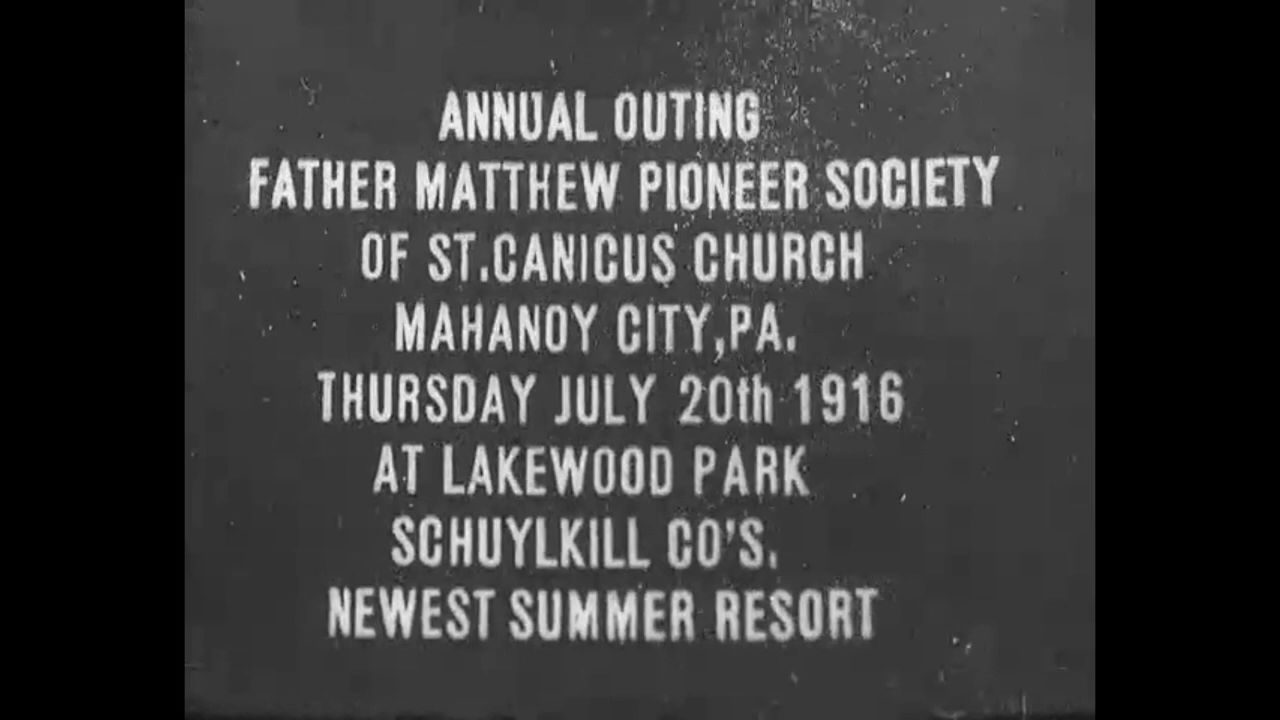 ANNUAL OUTING
FATHER MATTHEW PIONEER SOCIETY
OF ST.CANICUS CHURCH
MAHANOY CITY,PA.
THURSDAY JULY 20th 1916
AT LAKEWOOD PARK
SCHUYLKILL CO'S.
NEWEST SUMMER RESORT